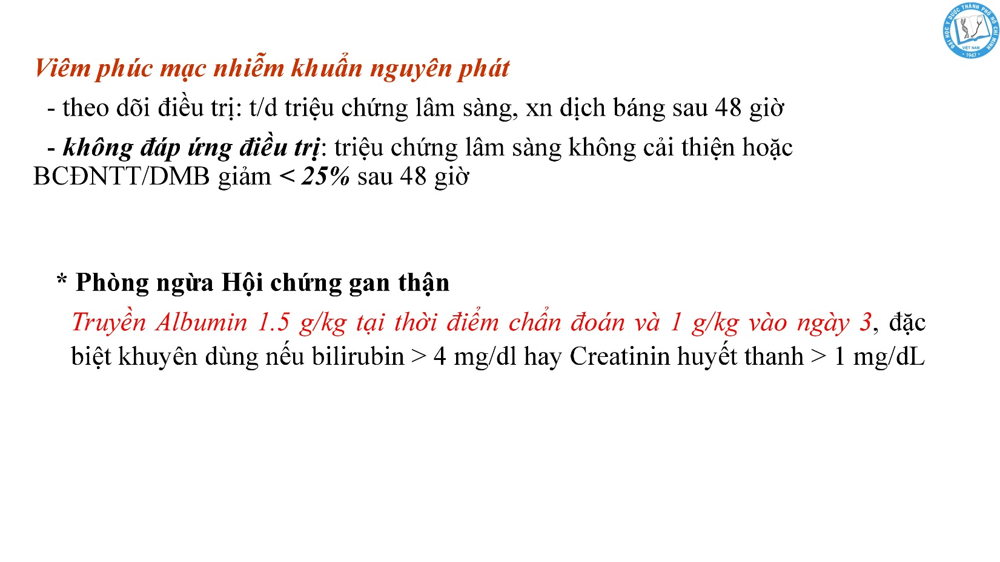 ĐẠI HỌC Y DƯỢC THÀNH PHỐ HỒ CHÍ MINH
VIỆT NAM
1947
Viêm phúc mạc nhiễm khuẩn nguyên phát
- theo dõi điều trị: t/d triệu chứng lâm sàng, xn dịch báng sau 48 giờ
- không đáp ứng điều trị: triệu chứng lâm sàng không cải thiện hoặc
BCĐNTT/DMB giảm < 25% sau 48 giờ
* Phòng ngừa Hội chứng gan thận
Truyền Albumin 1.5 g/kg tại thời điểm chẩn đoán và 1 g/kg vào ngày 3, đặc
biệt khuyên dùng nếu bilirubin > 4 mg/dl hay Creatinin huyết thanh > 1 mg/dL